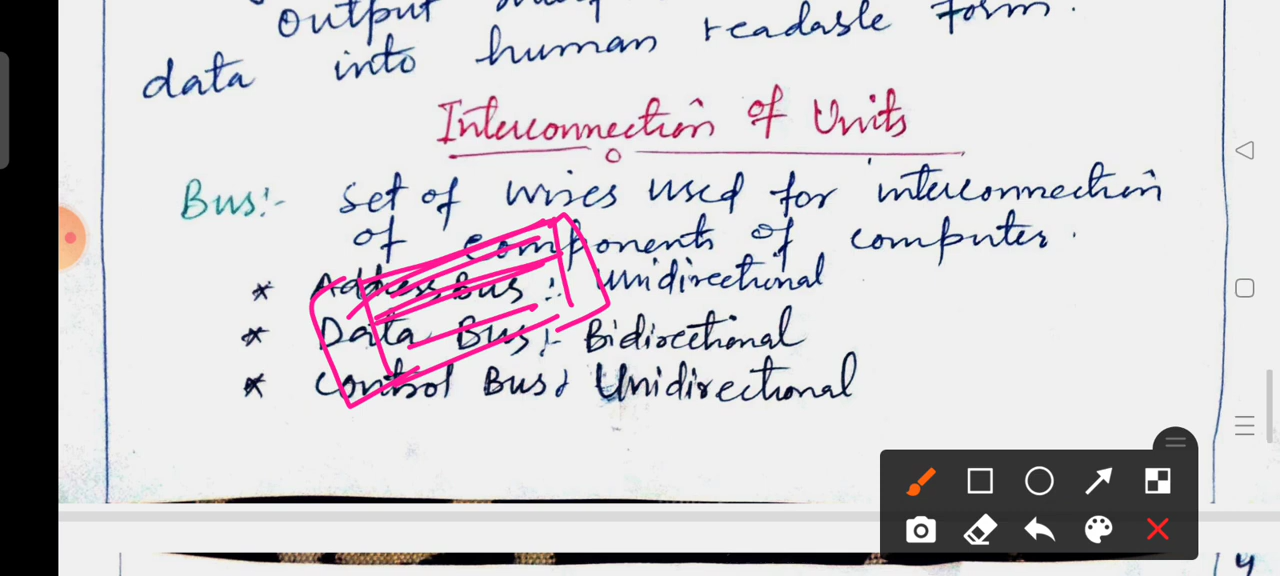 output
data into human readable form.
Interconnection of Units
Bus:- set of wires used for interconnection
of components of computer.
* Address Bus :- Unidirectional
* Data Bus :- Bidirectional
* Control Bus : Unidirectional
4